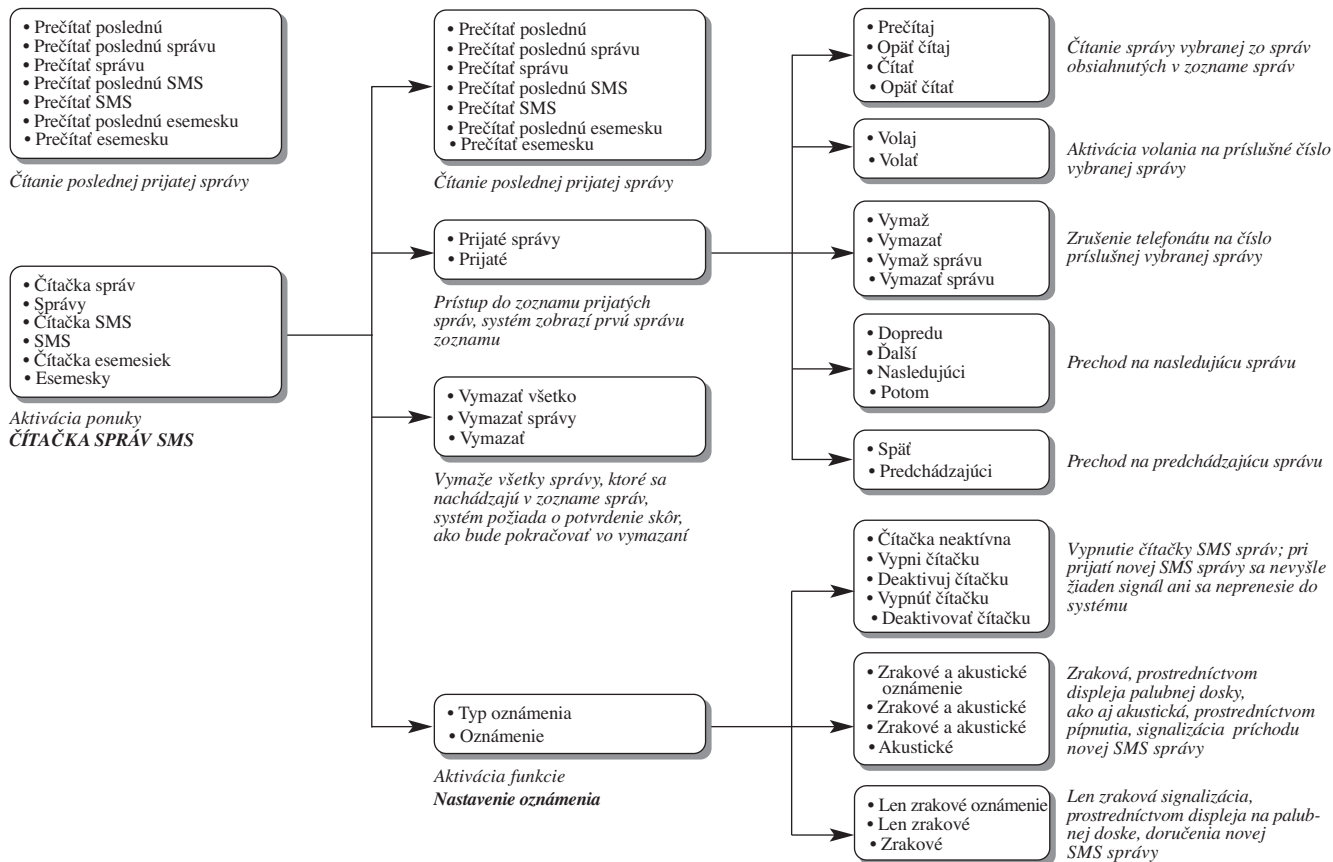 • Prečítať poslednú
• Prečítať poslednú správu
• Prečítať správu
• Prečítať poslednú SMS
• Prečítať SMS
• Prečítať poslednú esemesku
• Prečítať esemesku
Čítanie poslednej prijatej správy
• Čítačka správ
• Správy
• Čítačka SMS
• SMS
• Čítačka esemesiek
• Esemesky
Aktivácia ponuky
ČÍTAČKA SPRÁV SMS
• Prečítať poslednú
• Prečítať poslednú správu
• Prečítať správu
• Prečítať poslednú SMS
• Prečítať SMS
• Prečítať poslednú esemesku
• Prečítať esemesku
Čítanie poslednej prijatej správy
• Prijaté správy
• Prijaté
Prístup do zoznamu prijatých
správ, systém zobrazí prvú správu
zoznamu
• Vymazať všetko
• Vymazať správy
• Vymazať
Vymaže všetky správy, ktoré sa
nachádzajú v zozname správ,
systém požiada o potvrdenie skôr,
ako bude pokračovať vo vymazaní
• Typ oznámenia
• Oznámenie
Aktivácia funkcie
Nastavenie oznámenia
• Prečítaj
• Opäť čítaj
• Čítať
• Opäť čítať
Čítanie správy vybranej zo správ
obsiahnutých v zozname správ
• Volaj
• Volať
Aktivácia volania na príslušné číslo
vybranej správy
• Vymaž
• Vymazať
• Vymaž správu
• Vymazať správu
Zrušenie telefonátu na číslo
príslušnej vybranej správy
• Dopredu
• Ďalší
• Nasledujúci
• Potom
Prechod na nasledujúcu správu
• Späť
• Predchádzajúci
Prechod na predchádzajúcu správu
• Čítačka neaktívna
• Vypni čítačku
• Deaktivuj čítačku
• Vypnúť čítačku
• Deaktivovať čítačku
Vypnutie čítačky SMS správ; pri
prijatí novej SMS správy sa nevyšle
žiaden signál ani sa neprenesie do
systému
• Zrakové a akustické
oznámenie
• Zrakové a akustické
• Zrakové a akustické
• Akustické
Zraková, prostredníctvom
displeja palubnej dosky,
ako aj akustická, prostredníctvom
pípnutia, signalizácia príchodu
novej SMS správy
• Len zrakové oznámenie
• Len zrakové
• Zrakové
Len zraková signalizácia,
prostredníctvom displeja na palub-
nej doske, doručenia novej
SMS správy